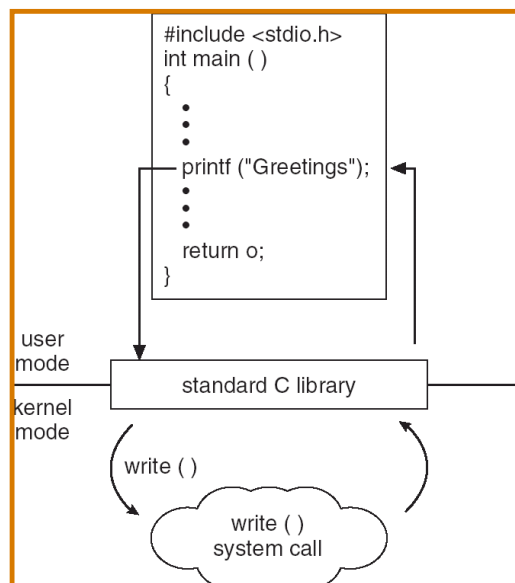 #include <stdio.h>
int main ( )
{
•
•
•
printf ("Greetings");
•
•
•
return o;
}
user
mode
standard C library
kernel
mode
write ( )
write ( )
system call